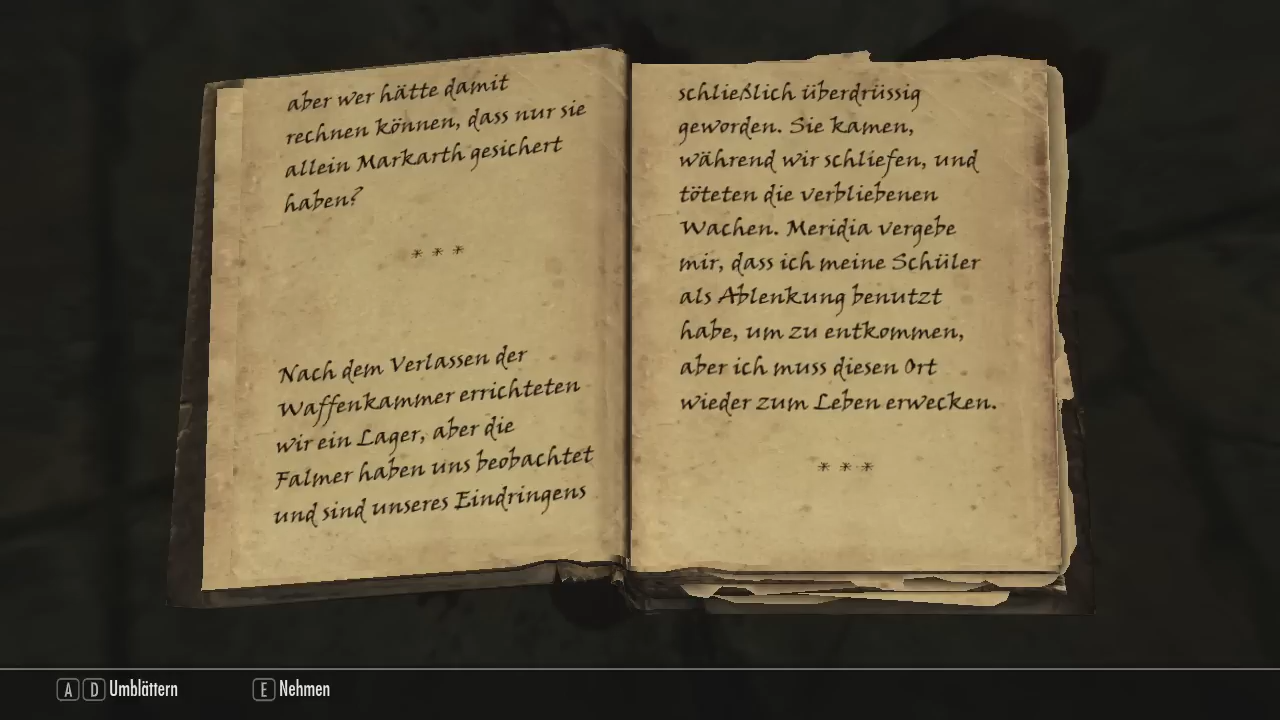 aber wer hätte damit
rechnen können, dass nur sie
allein Markarth gesichert
haben?
* * *
Nach dem Verlassen der
Waffenkammer errichteten
wir ein Lager, aber die
Falmer haben uns beobachtet
und sind unseres Eindringens
schließlich überdrüssig
geworden. Sie kamen,
während wir schliefen, und
töteten die verbliebenen
Wachen. Meridia vergebe
mir, dass ich meine Schüler
als Ablenkung benutzt
habe, um zu entkommen,
aber ich muss diesen Ort
wieder zum Leben erwecken.
* * *
A D Umblättern E Nehmen